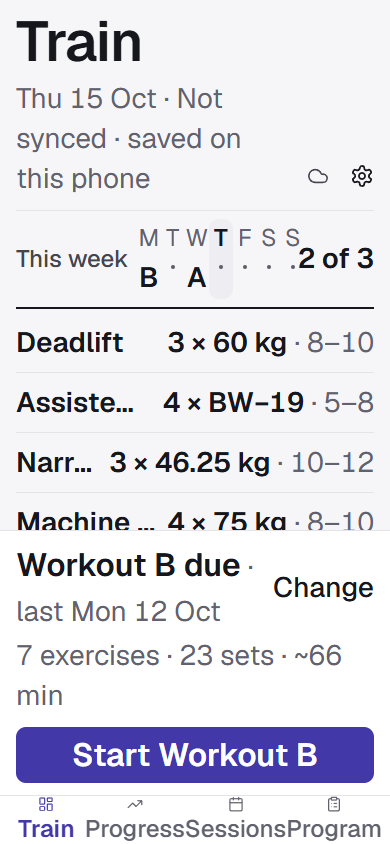 Train
Thu 15 Oct · Not
synced · saved on
this phone
This week
M T W T F S S
B · A · · · ·
2 of 3
Deadlift 3 × 60 kg · 8–10
Assiste... 4 × BW−19 · 5–8
Narr... 3 × 46.25 kg · 10–12
Machine ... 4 × 75 kg · 8–10
Workout B due ·
last Mon 12 Oct
Change
7 exercises · 23 sets · ~66
min
Start Workout B
Train Progress Sessions Program